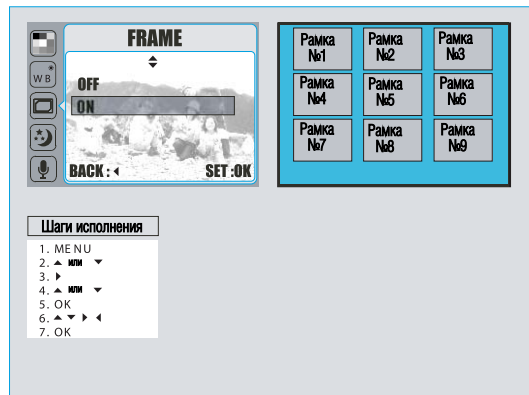 FRAME
WB
OFF
ON
BACK : ◂ SET :OK
Рамка №1
Рамка №2
Рамка №3
Рамка №4
Рамка №5
Рамка №6
Рамка №7
Рамка №8
Рамка №9
Шаги исполнения
1. MENU
2. ▲ или ▼
3. ▶
4. ▲ или ▼
5. OK
6. ▲ ▼ ▶ ◀
7. OK